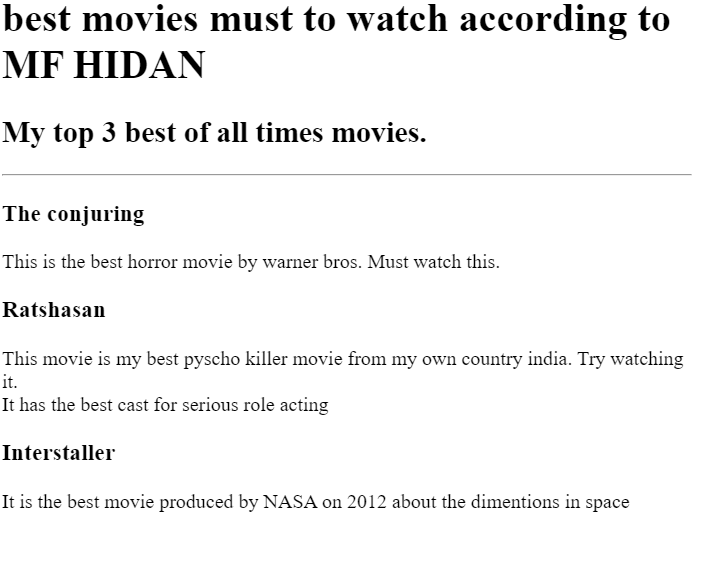 best movies must to watch according to
MF HIDAN
My top 3 best of all times movies.
The conjuring
This is the best horror movie by warner bros. Must watch this.
Ratshasan
This movie is my best pyscho killer movie from my own country india. Try watching
it.
It has the best cast for serious role acting
Interstaller
It is the best movie produced by NASA on 2012 about the dimentions in space